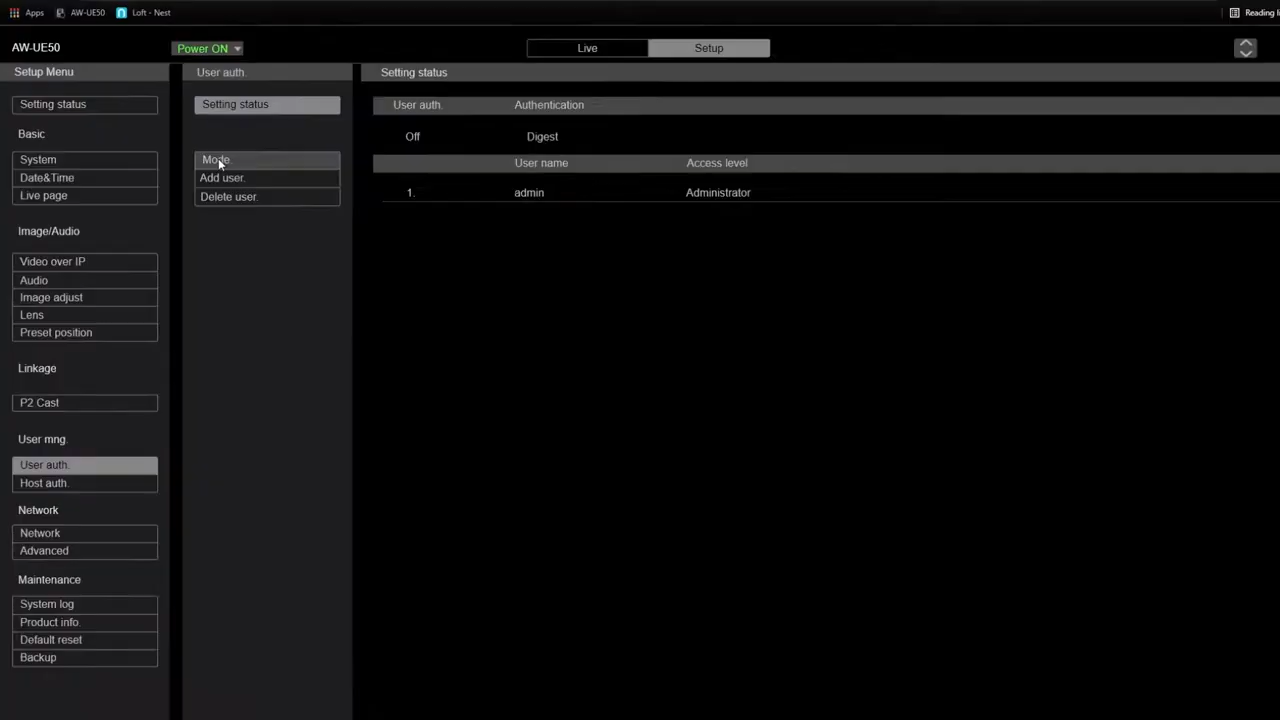 Apps AW-UE50 Loft - Nest Reading li
AW-UE50 Power ON Live Setup
Setup Menu
Setting status
Basic
System
Date&Time
Live page
Image/Audio
Video over IP
Audio
Image adjust
Lens
Preset position
Linkage
P2 Cast
User mng.
User auth.
Host auth.
Network
Network
Advanced
Maintenance
System log
Product info.
Default reset
Backup
User auth.
Setting status
Mode.
Add user.
Delete user.
Setting status
User auth. Authentication
Off Digest
User name Access level
1. admin Administrator